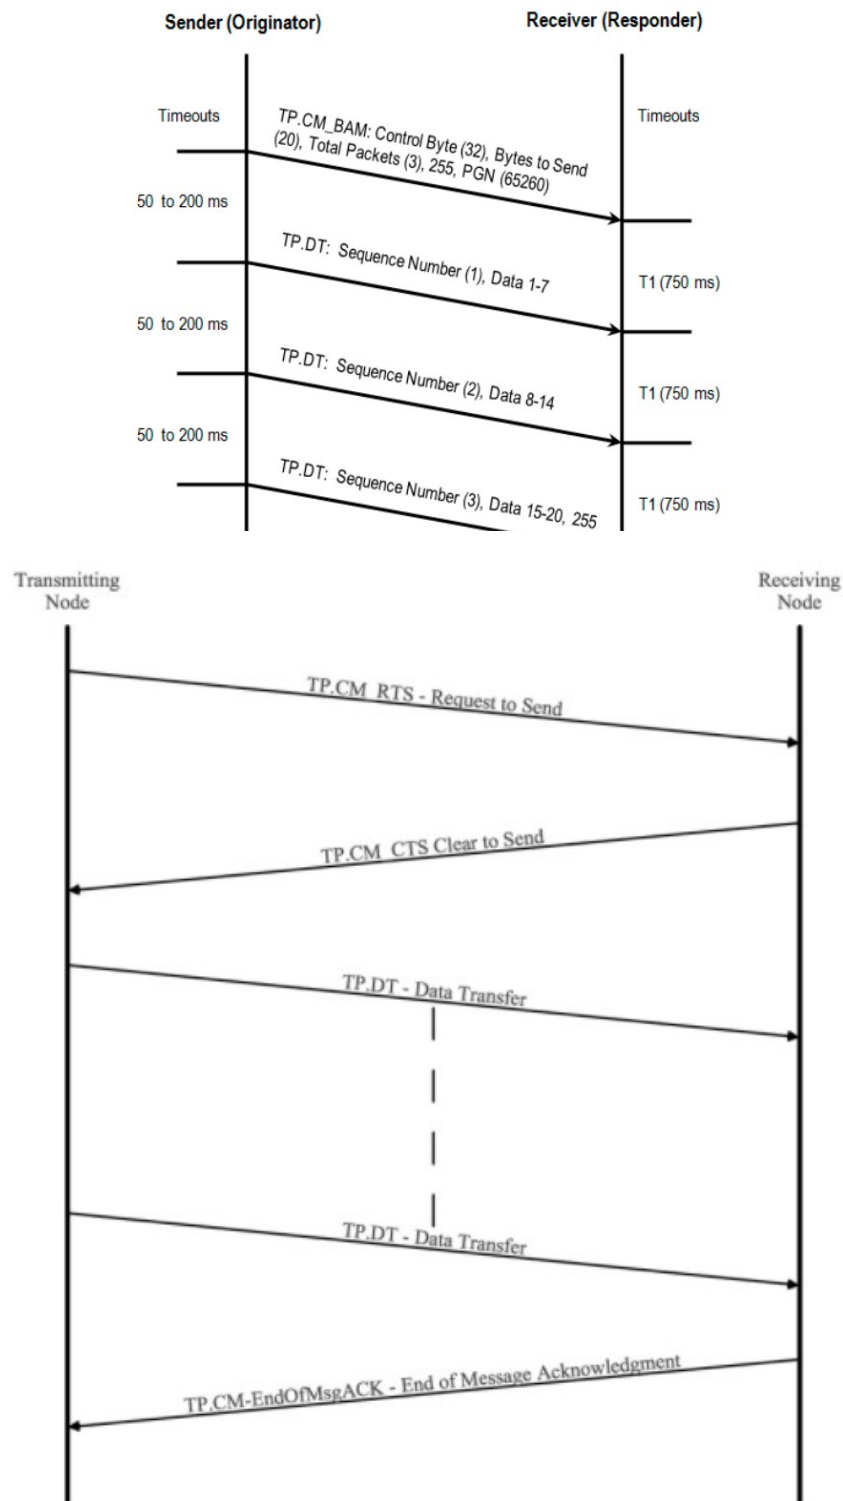 Sender (Originator)
Receiver (Responder)
Timeouts
Timeouts
TP.CM_BAM: Control Byte (32), Bytes to Send
(20), Total Packets (3), 255, PGN (65260)
50 to 200 ms
TP.DT: Sequence Number (1), Data 1-7
T1 (750 ms)
50 to 200 ms
TP.DT: Sequence Number (2), Data 8-14
T1 (750 ms)
50 to 200 ms
TP.DT: Sequence Number (3), Data 15-20, 255
T1 (750 ms)
Transmitting
Node
Receiving
Node
TP.CM_RTS - Request to Send
TP.CM_CTS Clear to Send
TP.DT - Data Transfer
TP.DT - Data Transfer
TP.CM-EndOfMsgACK - End of Message Acknowledgment